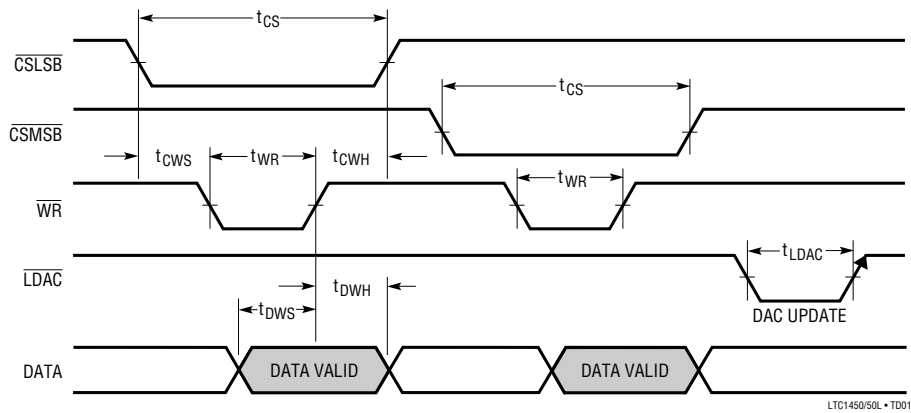 tCS
CSLSB
tCS
CSMSB
tCWS
tWR
tCWH
tWR
WR
tLDAC
LDAC
tDWH
tDWS
DAC UPDATE
DATA
DATA VALID
DATA VALID
LTC1450/50L • TD01